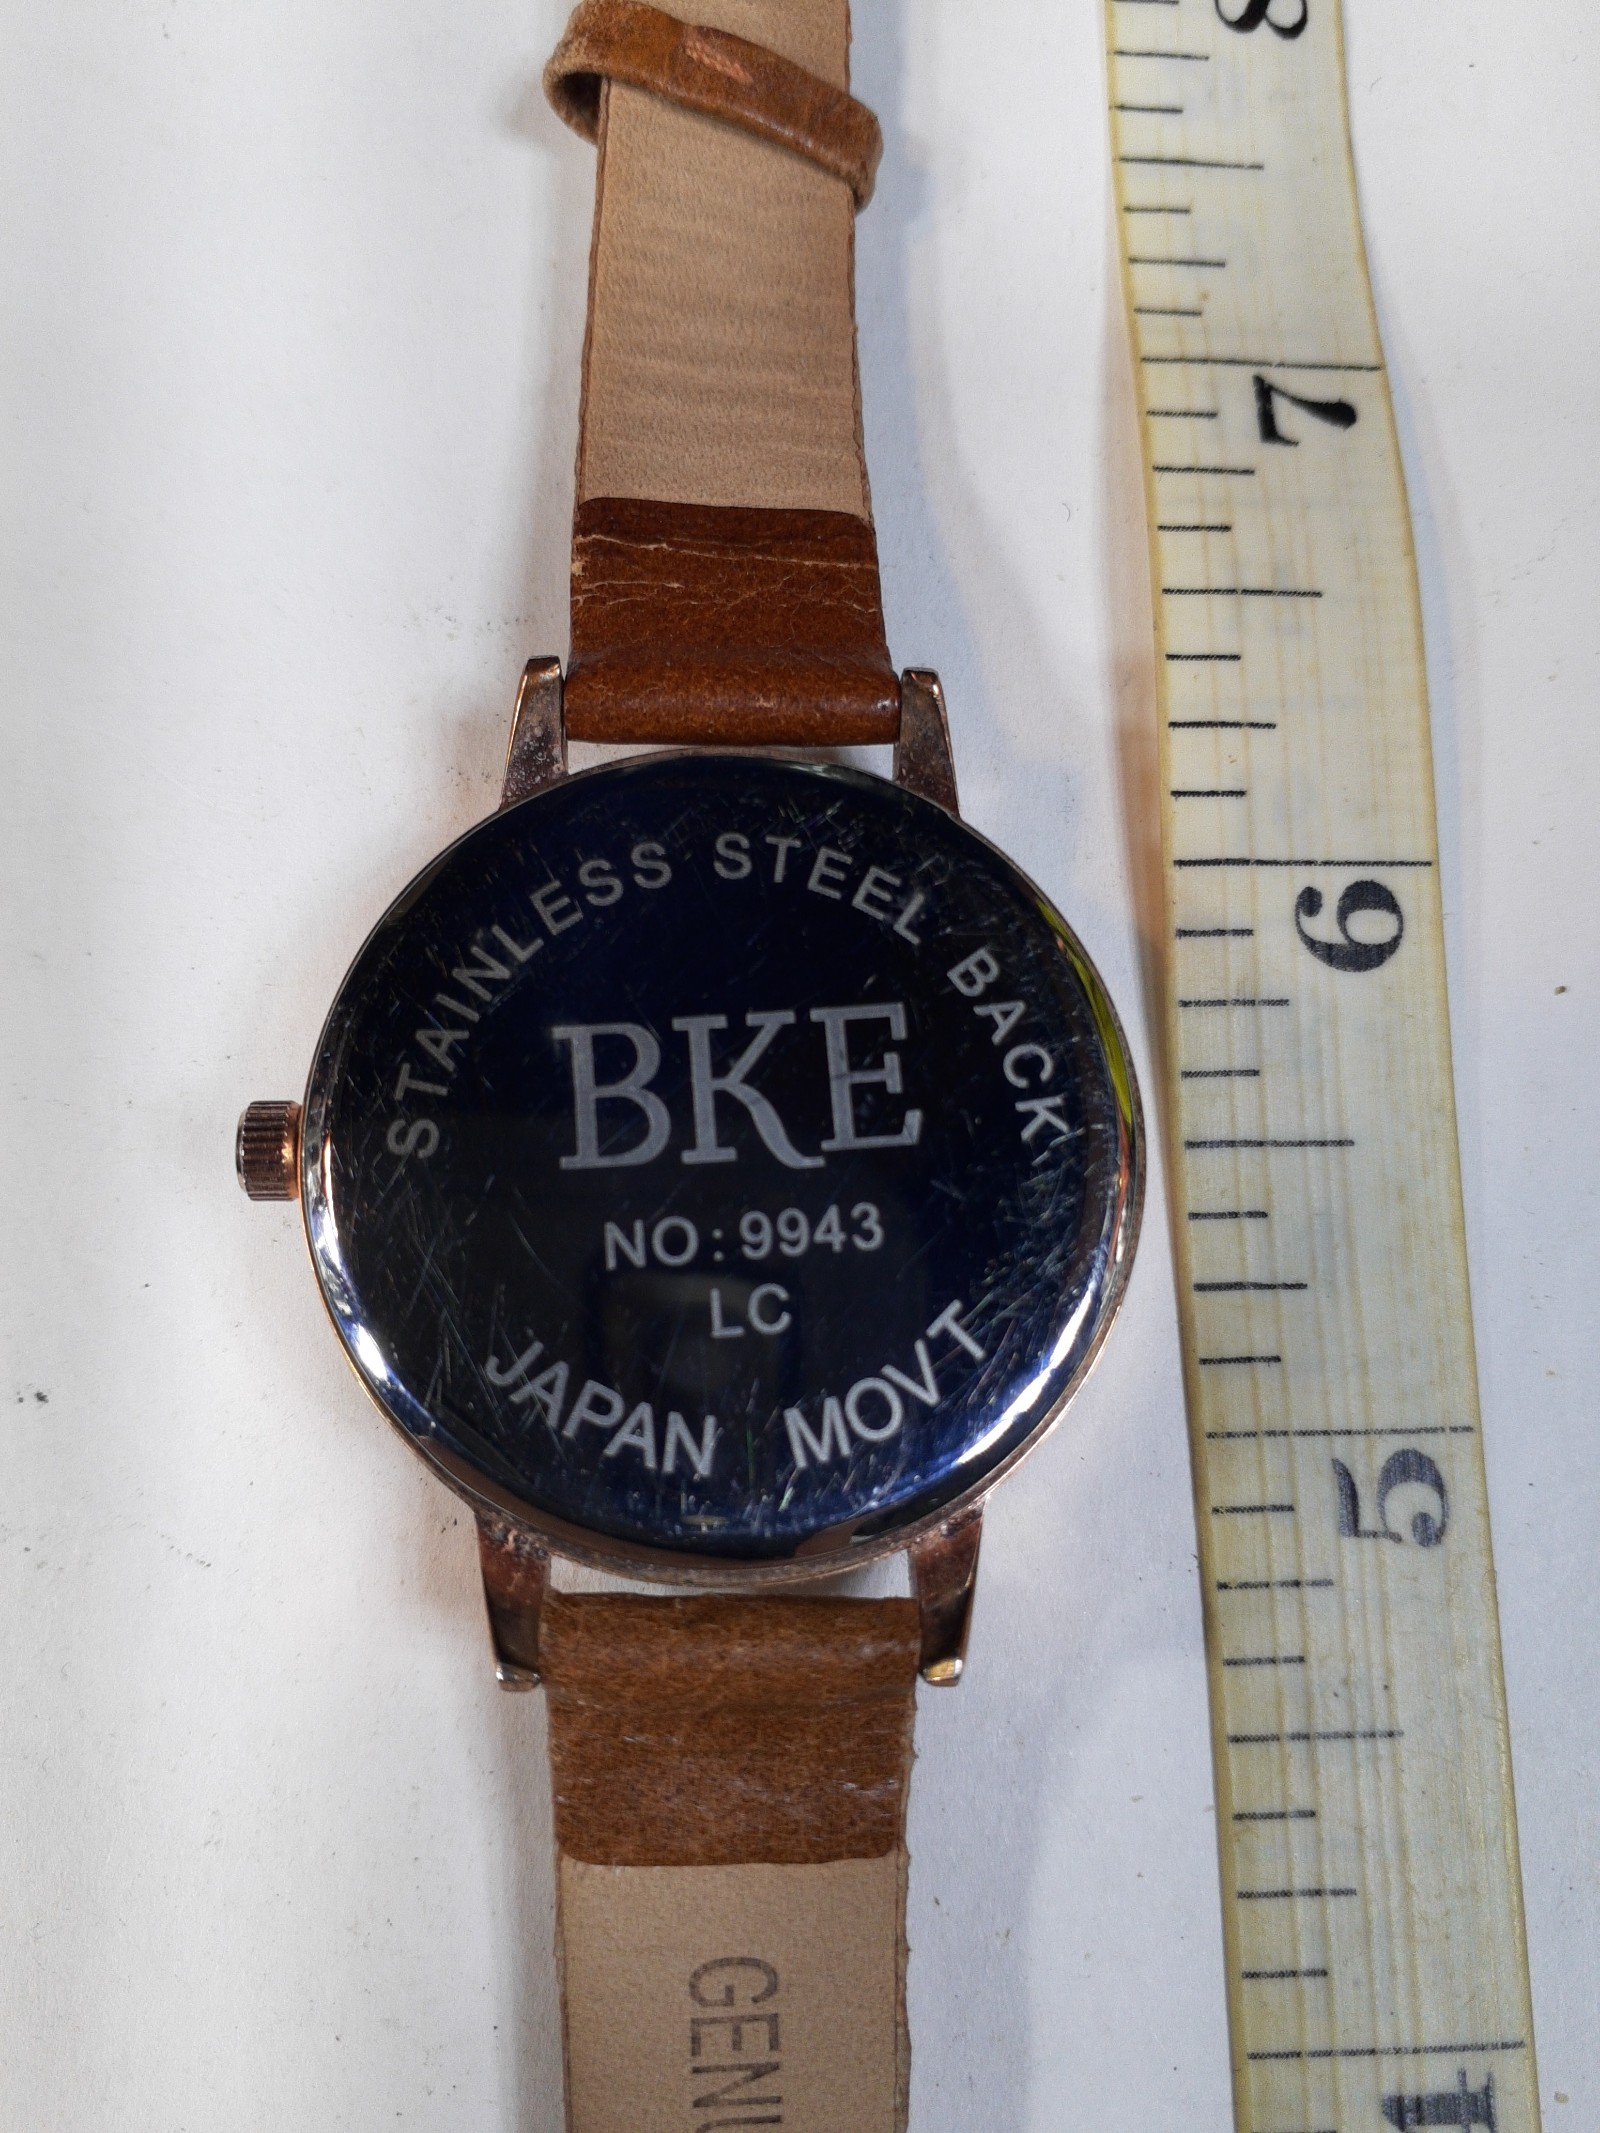 STAINLESS STEEL BACK
BKE
NO:9943
LC
JAPAN MOVT
8
7
6
5